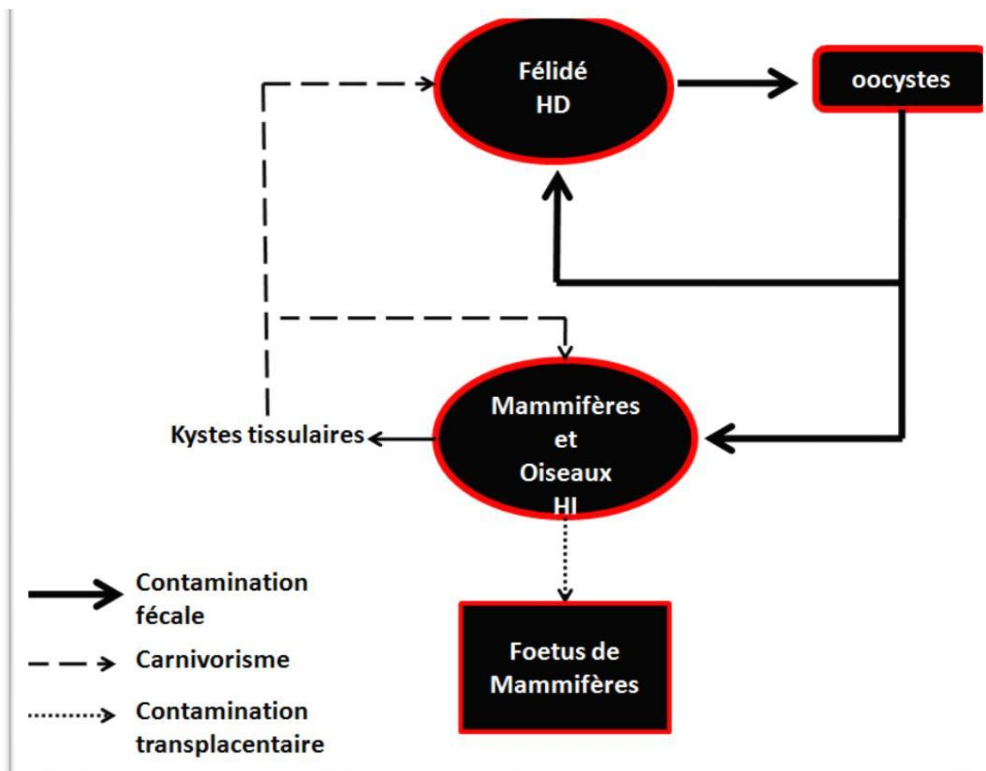 Félidé
HD
oocystes
Mammifères
et
Oiseaux
HI
Kystes tissulaires
Foetus de
Mammifères
Contamination
fécale
Carnivorisme
Contamination
transplacentaire